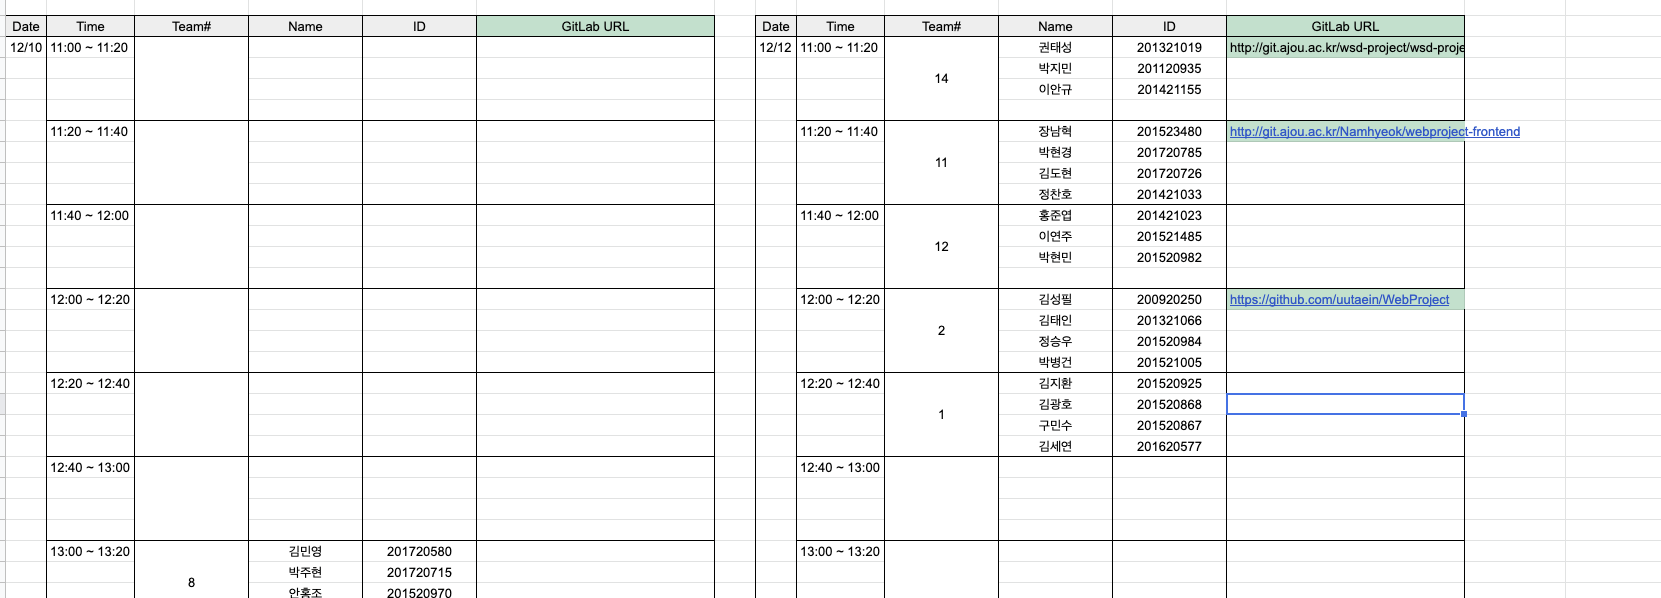 Date Time Team# Name ID GitLab URL Date Time Team# Name ID GitLab URL
12/10 11:00 ~ 11:20 12/12 11:00 ~ 11:20 권태성 201321019 http://git.ajou.ac.kr/wsd-project/wsd-proje
박지민 201120935
14
이안규 201421155
11:20 ~ 11:40 11:20 ~ 11:40 장남혁 201523480 http://git.ajou.ac.kr/Namhyeok/webproject-frontend
박현경 201720785
11
김도현 201720726
정찬호 201421033
11:40 ~ 12:00 11:40 ~ 12:00 홍준엽 201421023
이연주 201521485
12
박현민 201520982
12:00 ~ 12:20 12:00 ~ 12:20 김성필 200920250 https://github.com/uutaein/WebProject
김태인 201321066
2
정승우 201520984
박병건 201521005
12:20 ~ 12:40 12:20 ~ 12:40 김지환 201520925
김광호 201520868
1
구민수 201520867
김세연 201620577
12:40 ~ 13:00 12:40 ~ 13:00
13:00 ~ 13:20 김민영 201720580 13:00 ~ 13:20
박주현 201720715
8
안홍조 201520970